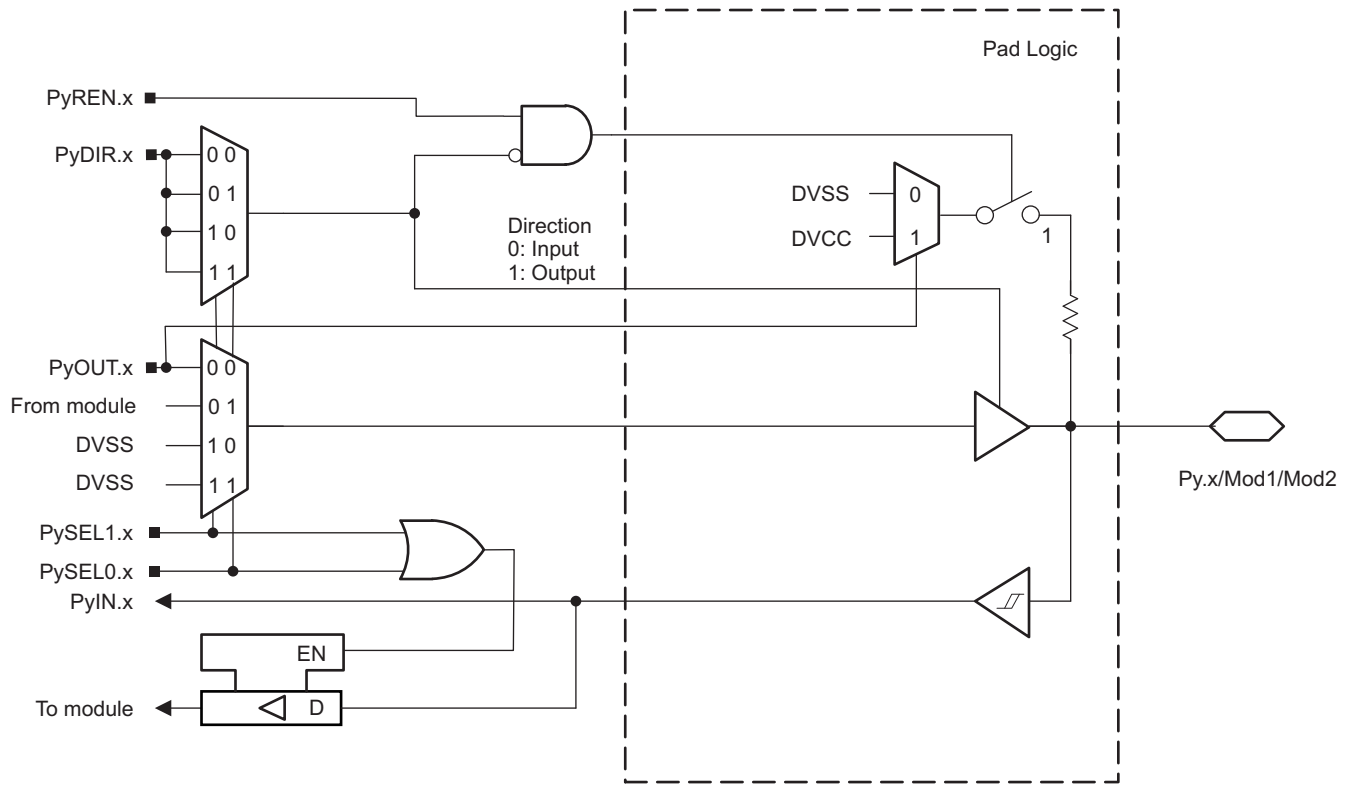 Pad Logic
PyREN.x
PyDIR.x
0 0
0 1
1 0
1 1
Direction
0: Input
1: Output
DVSS
0
DVCC
1
1
PyOUT.x
0 0
From module
0 1
DVSS
1 0
DVSS
1 1
Py.x/Mod1/Mod2
PySEL1.x
PySEL0.x
PyIN.x
EN
To module
D